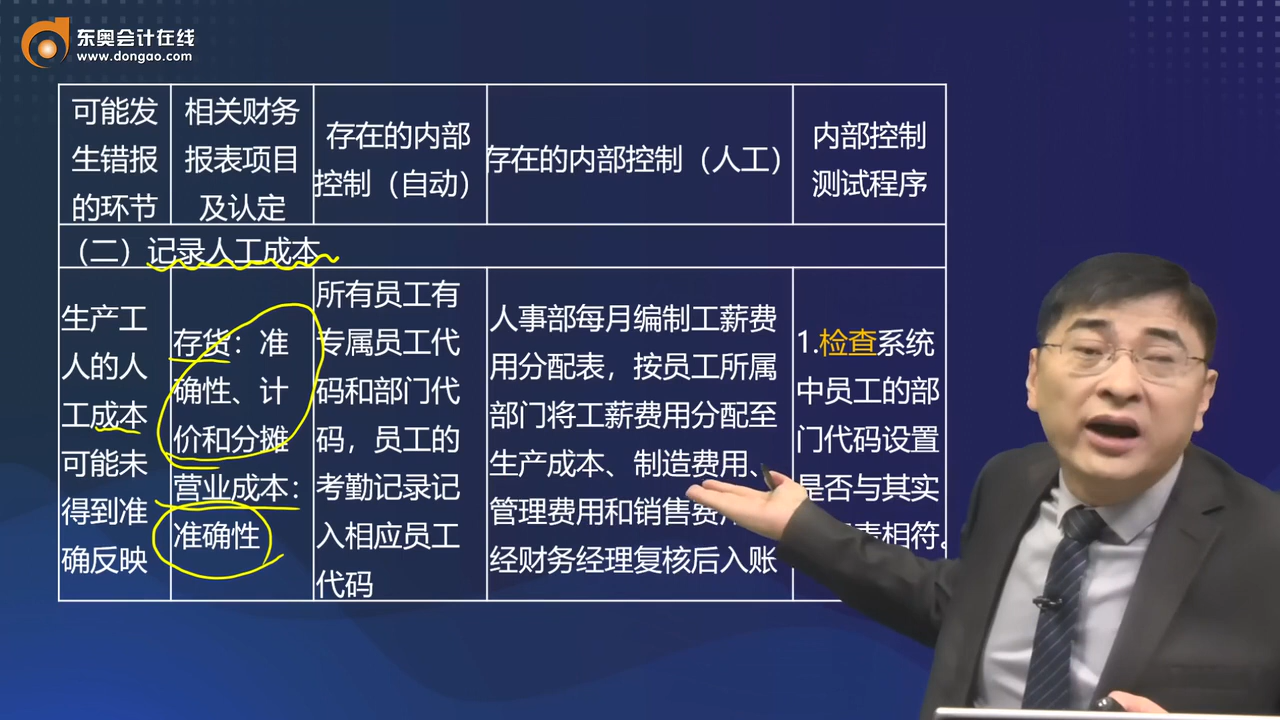 东奥会计在线
www.dongao.com
可能发
生错报
的环节
相关财务
报表项目
及认定
存在的内部
控制（自动）
存在的内部控制（人工）
内部控制
测试程序
（二）记录人工成本
生产工
人的人
工成本
可能未
得到准
确反映
存货：准
确性、计
价和分摊
营业成本：
准确性
所有员工有
专属员工代
码和部门代
码，员工的
考勤记录记
入相应员工
代码
人事部每月编制工薪费
用分配表，按员工所属
部门将工薪费用分配至
生产成本、制造费用、
管理费用和销售费
经财务经理复核后入账
1.检查系统
中员工的部
门代码设置
是否与其实
表相符。